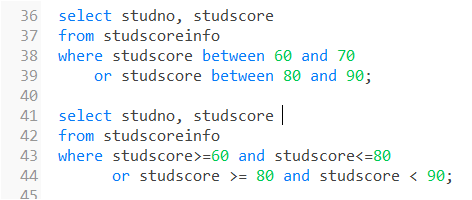 36 select studno, studscore
37 from studscoreinfo
38 where studscore between 60 and 70
39 or studscore between 80 and 90;
40
41 select studno, studscore
42 from studscoreinfo
43 where studscore>=60 and studscore<=80
44 or studscore >= 80 and studscore < 90;
45